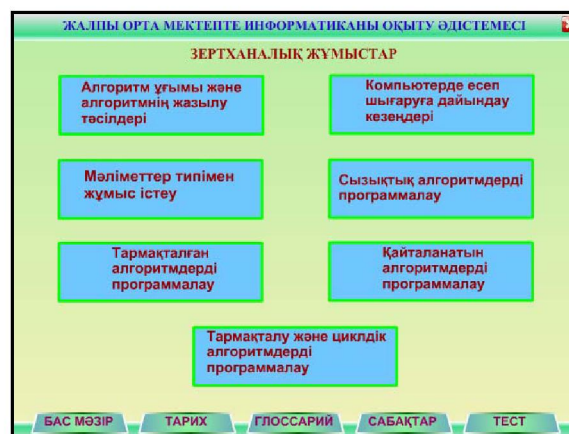 ЖАЛПЫ ОРТА МЕКТЕПТЕ ИНФОРМАТИКАНЫ ОҚЫТУ ӘДІСТЕМЕСІ
ЗЕРТХАНАЛЫҚ ЖҰМЫСТАР
Алгоритм ұғымы және
алгоритмнің жазылу
тәсілдері
Компьютерде есеп
шығаруға дайындау
кезеңдері
Мәліметтер типімен
жұмыс істеу
Сызықтық алгоритмдерді
программалау
Тармақталған
алгоритмдерді
программалау
Қайталанатын
алгоритмдерді
программалау
Тармақталу және циклдік
алгоритмдерді
программалау
БАС МӘЗІР
ТАРИХ
ГЛОССАРИЙ
САБАҚТАР
ТЕСТ